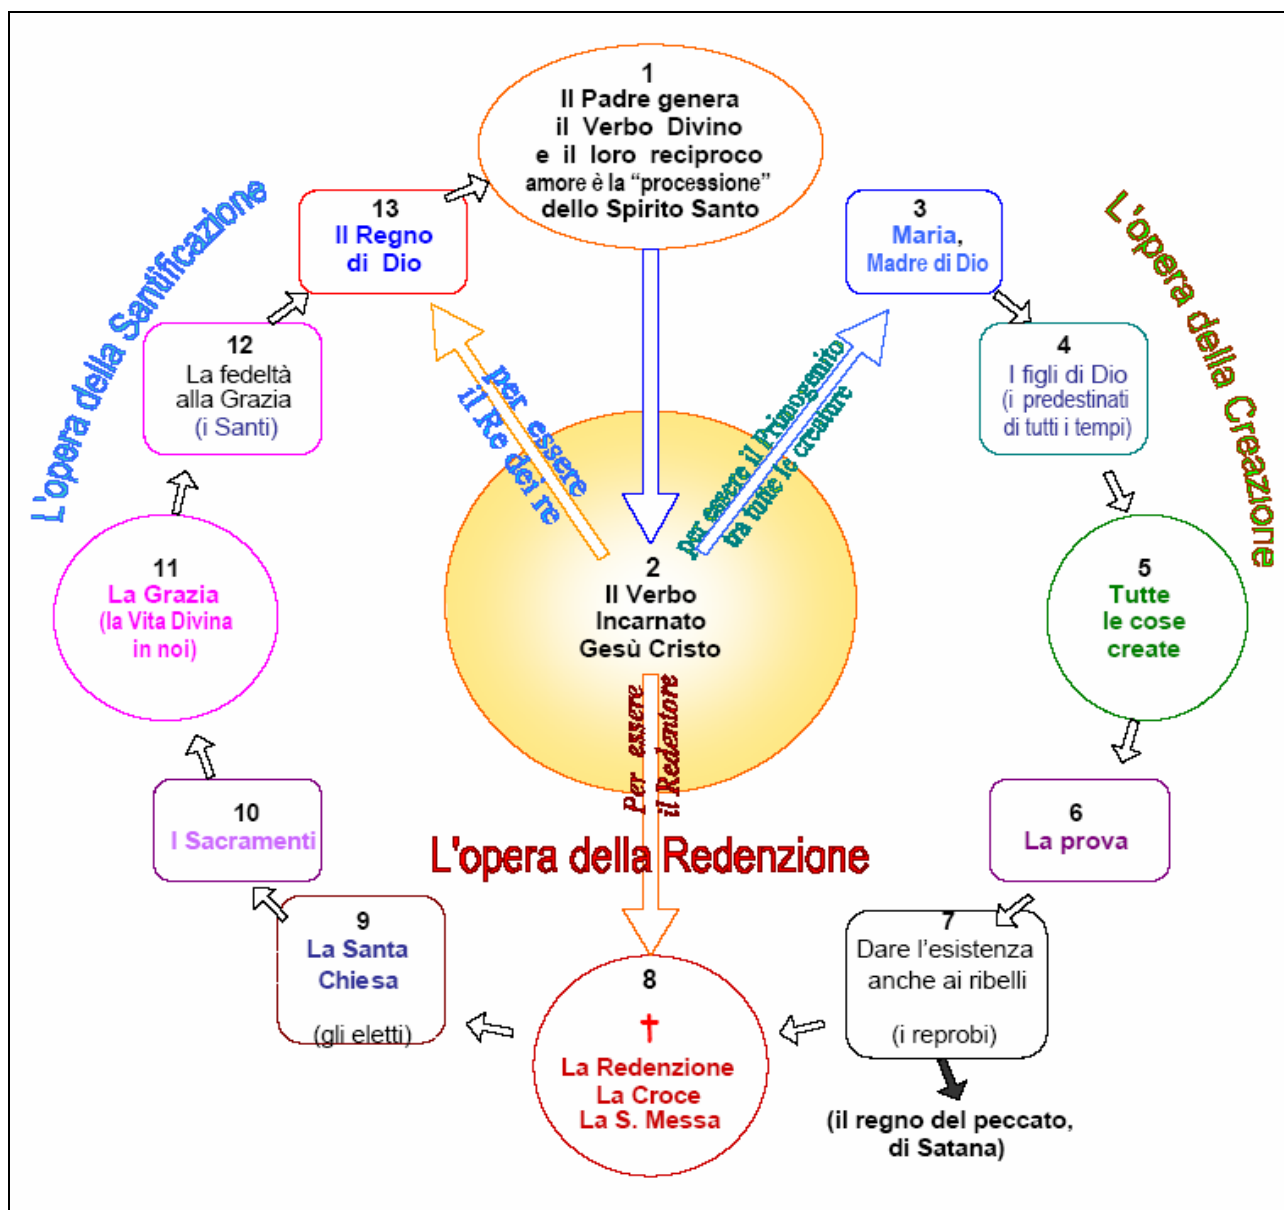 1
Il Padre genera
il Verbo Divino
e il loro reciproco
amore è la “processione”
dello Spirito Santo
L'opera della Santificazione
13
Il Regno
di Dio
3
Maria,
Madre di Dio
L'opera della Creazione
12
La fedeltà
alla Grazia
(i Santi)
per essere
il Re dei re
per essere il Primogenito
tra tutte le creature
4
I figli di Dio
(i predestinati
di tutti i tempi)
11
La Grazia
(la Vita Divina
in noi)
2
Il Verbo
Incarnato
Gesù Cristo
5
Tutte
le cose
create
Per essere
il Redentore
10
I Sacramenti
L'opera della Redenzione
6
La prova
9
La Santa
Chiesa
(gli eletti)
8
✝
La Redenzione
La Croce
La S. Messa
7
Dare l’esistenza
anche ai ribelli
(i reprobi)
(il regno del peccato,
di Satana)